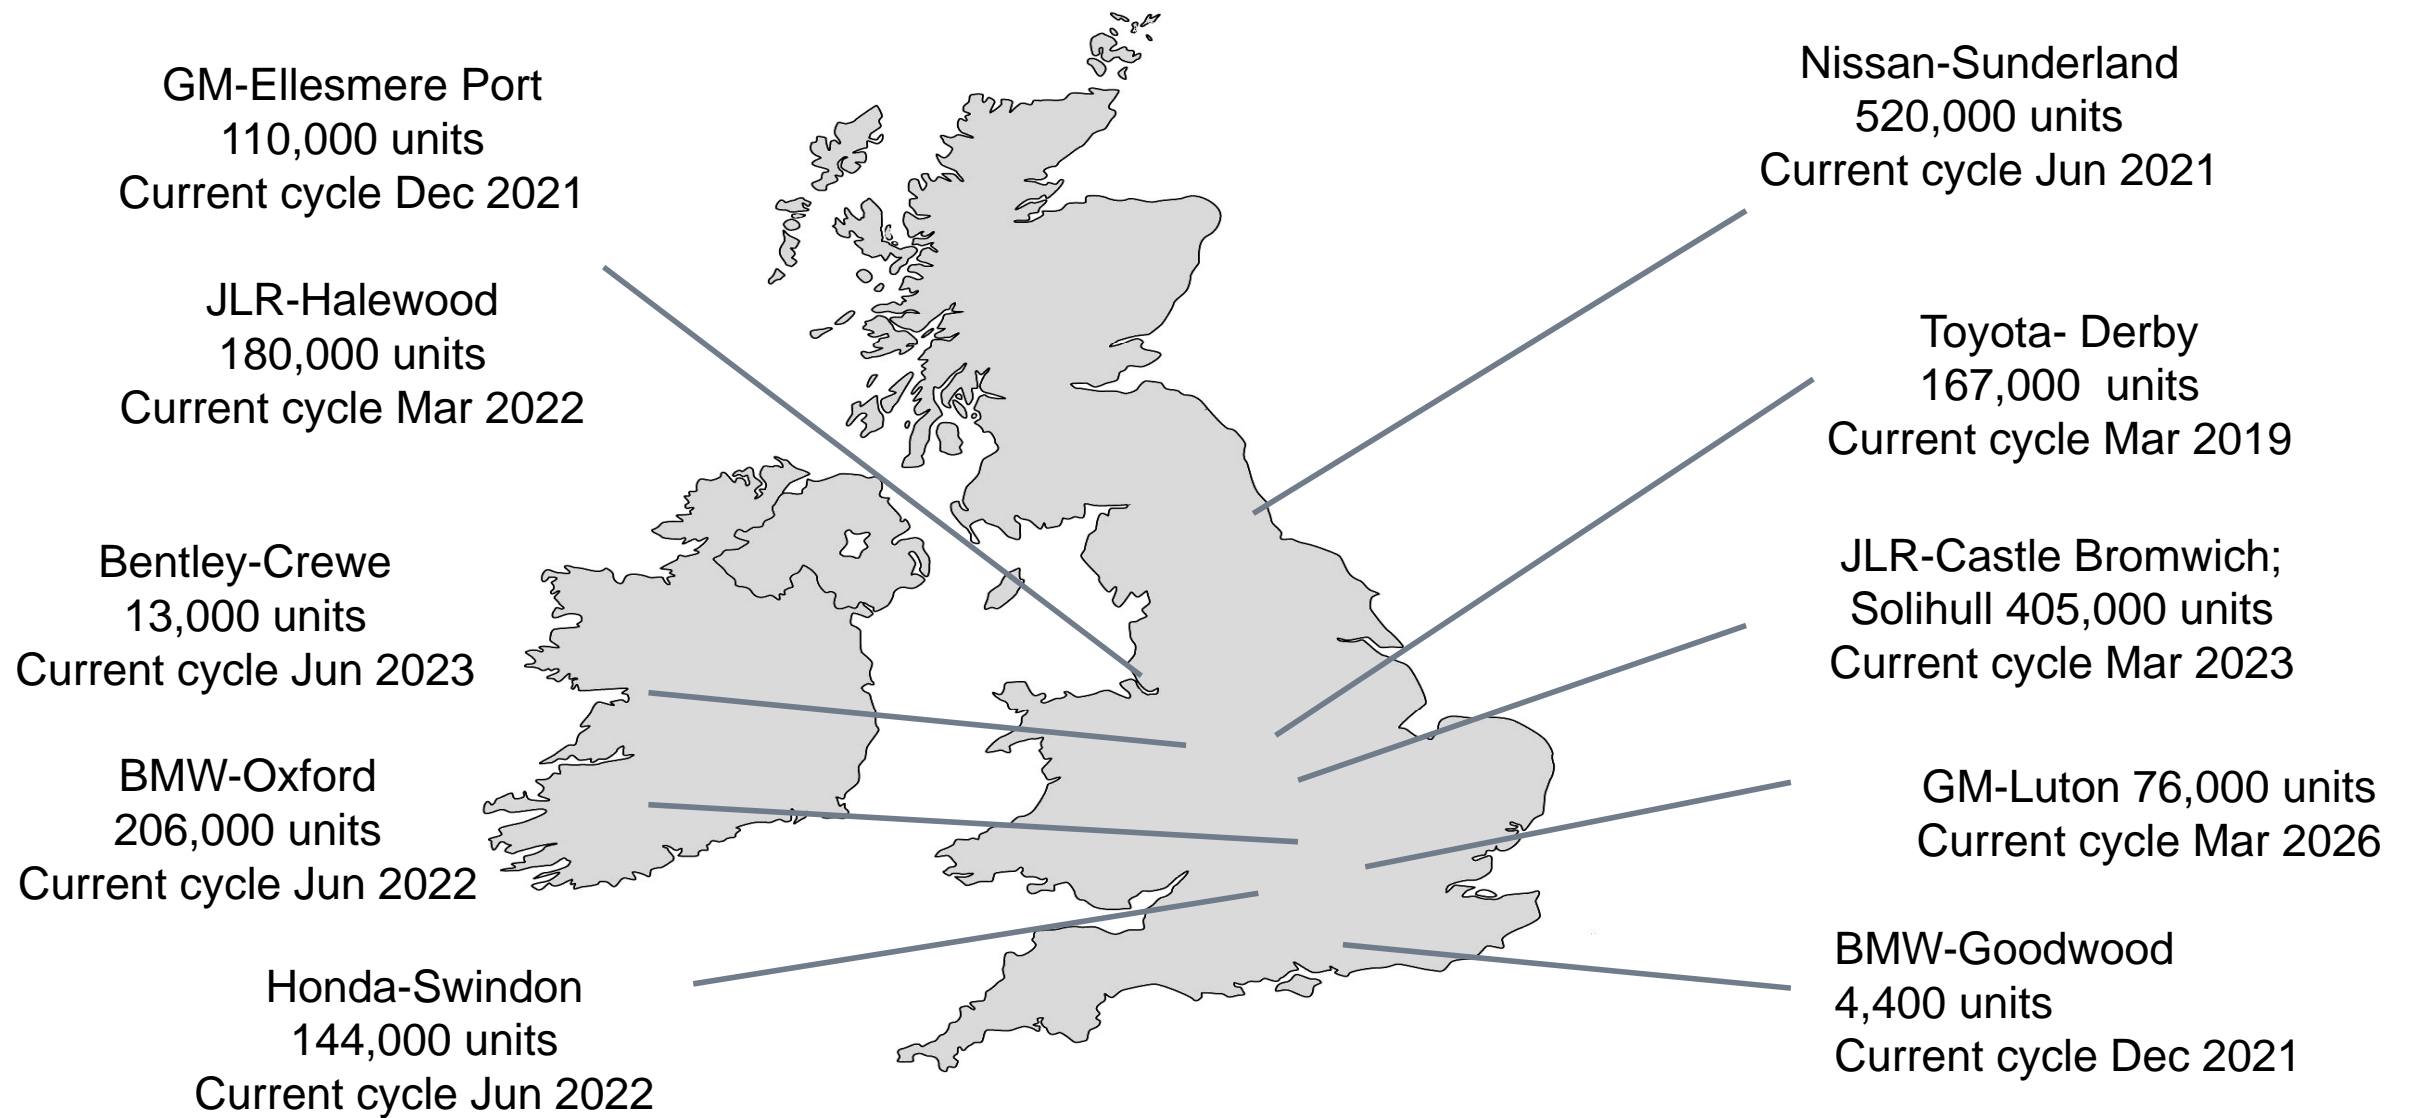 GM-Ellesmere Port
110,000 units
Current cycle Dec 2021
JLR-Halewood
180,000 units
Current cycle Mar 2022
Bentley-Crewe
13,000 units
Current cycle Jun 2023
BMW-Oxford
206,000 units
Current cycle Jun 2022
Honda-Swindon
144,000 units
Current cycle Jun 2022
Nissan-Sunderland
520,000 units
Current cycle Jun 2021
Toyota- Derby
167,000  units
Current cycle Mar 2019
JLR-Castle Bromwich;
Solihull 405,000 units
Current cycle Mar 2023
GM-Luton 76,000 units
Current cycle Mar 2026
BMW-Goodwood
4,400 units
Current cycle Dec 2021